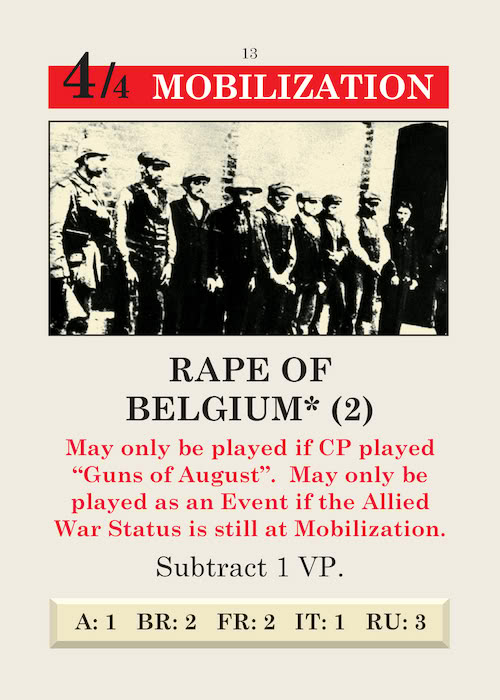 13
4/4 MOBILIZATION
RAPE OF
BELGIUM* (2)
May only be played if CP played
“Guns of August”.  May only be
played as an Event if the Allied
War Status is still at Mobilization.
Subtract 1 VP.
A: 1 BR: 2 FR: 2 IT: 1 RU: 3